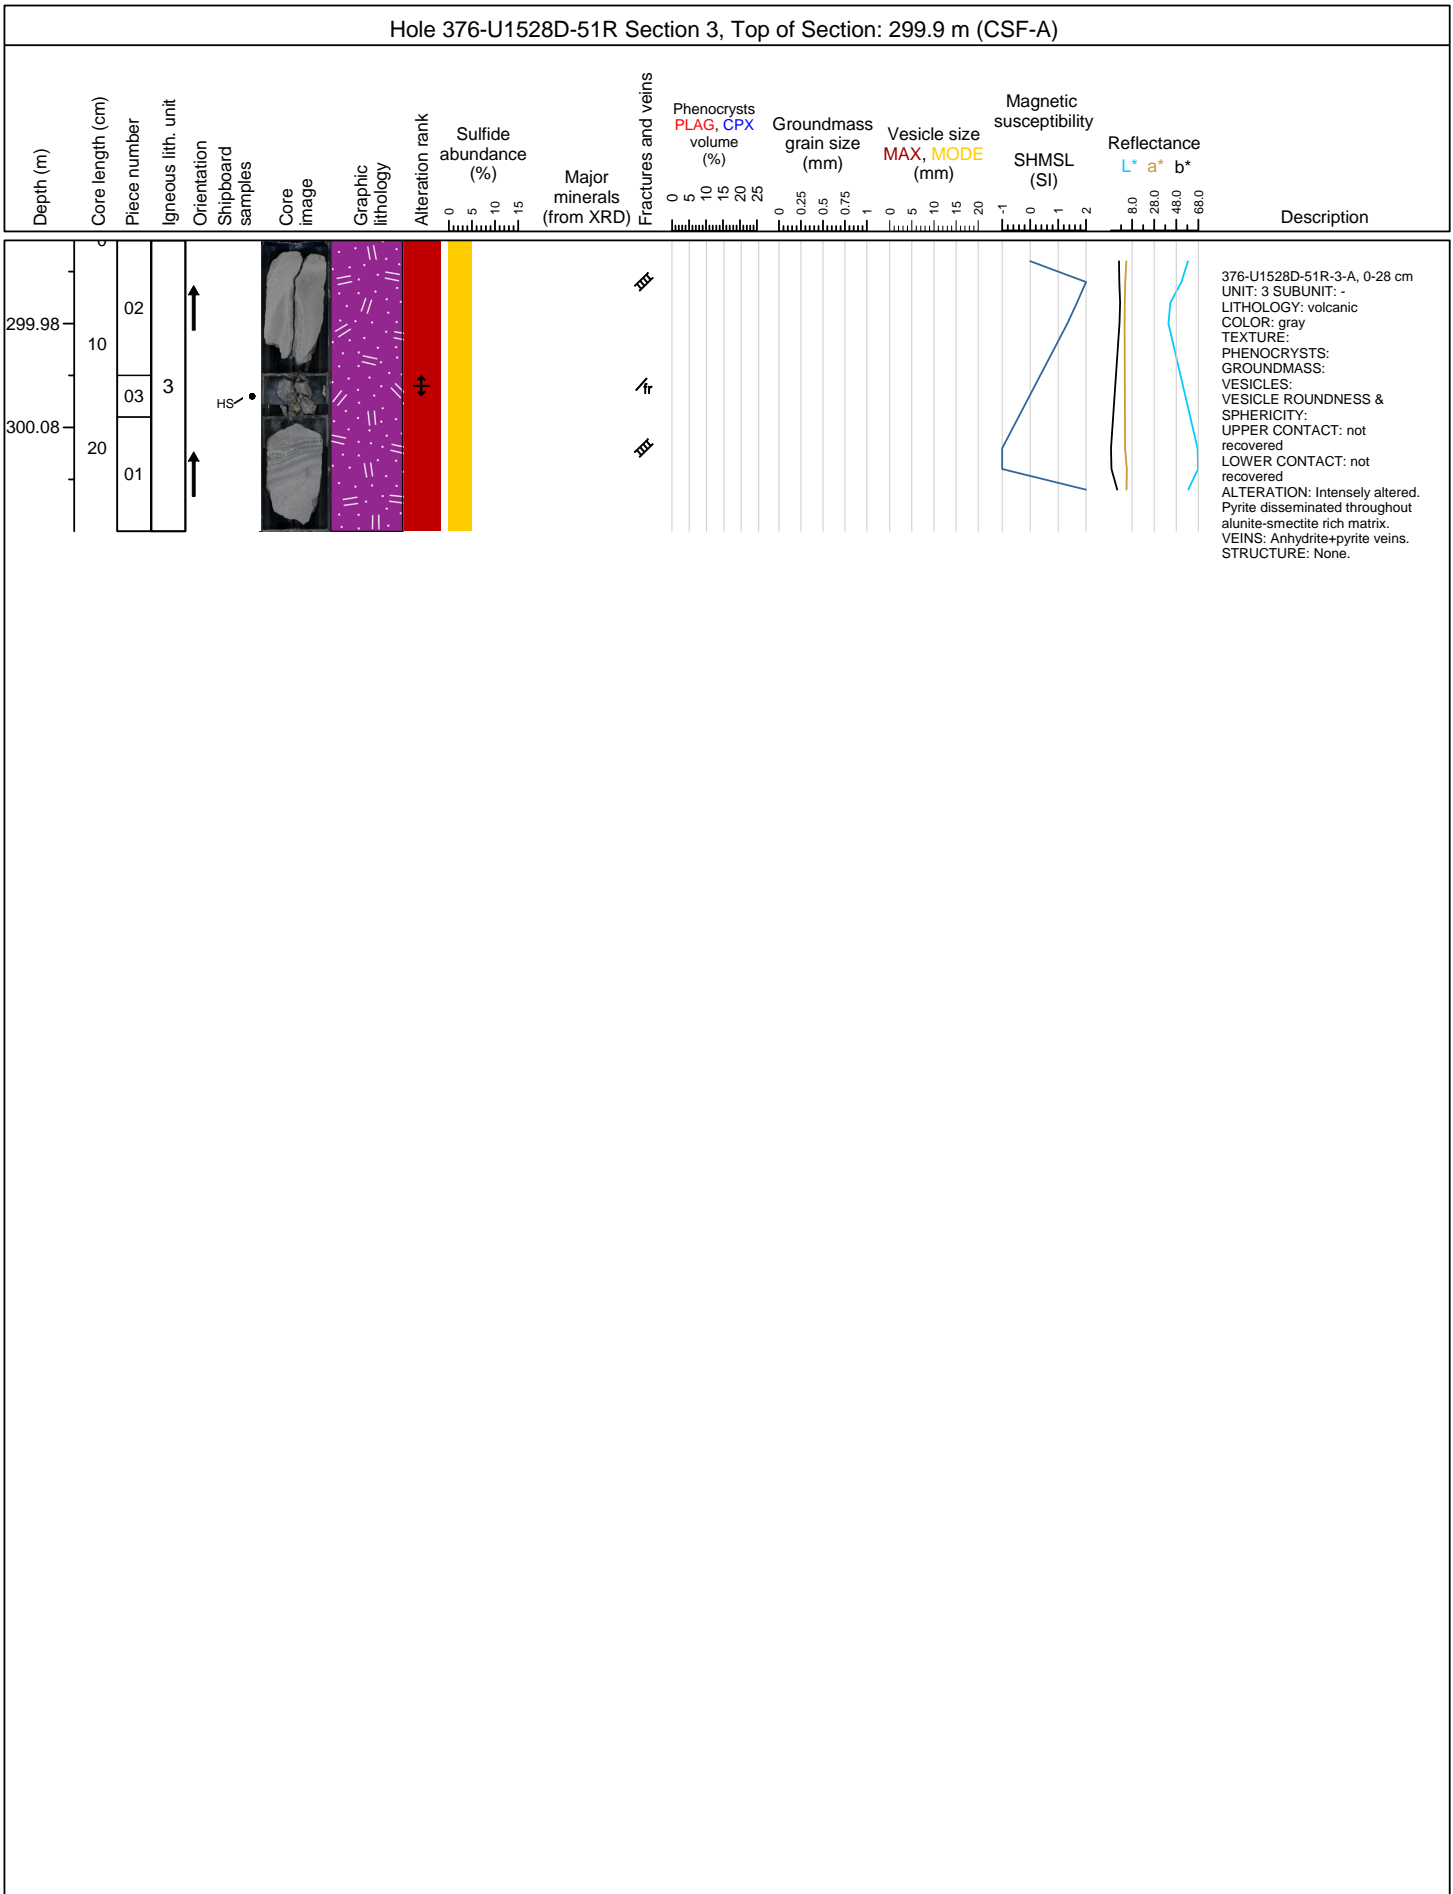 Hole 376-U1528D-51R Section 3, Top of Section: 299.9 m (CSF-A)
Depth (m)
Core length (cm)
Piece number
Igneous lith. unit
Orientation
Shipboard
samples
Core
image
Graphic
lithology
Alteration rank
Sulfide
abundance
(%)
0 5 10 15
Major
minerals
(from XRD)
Fractures and veins
Phenocrysts
PLAG, CPX
volume
(%)
0 5 10 15 20 25
Groundmass
grain size
(mm)
0 0.25 0.5 0.75 1
Vesicle size
MAX, MODE
(mm)
0 5 10 15 20
Magnetic
susceptibility
SHMSL
(SI)
-1 0 1 2
Reflectance
L* a* b*
8.0 28.0 48.0 68.0
Description
0
299.98
10
300.08
20
02
03
01
3
HS
fr
376-U1528D-51R-3-A, 0-28 cm
UNIT: 3 SUBUNIT: -
LITHOLOGY: volcanic
COLOR: gray
TEXTURE:
PHENOCRYSTS:
GROUNDMASS:
VESICLES:
VESICLE ROUNDNESS &
SPHERICITY:
UPPER CONTACT: not
recovered
LOWER CONTACT: not
recovered
ALTERATION: Intensely altered.
Pyrite disseminated throughout
alunite-smectite rich matrix.
VEINS: Anhydrite+pyrite veins.
STRUCTURE: None.